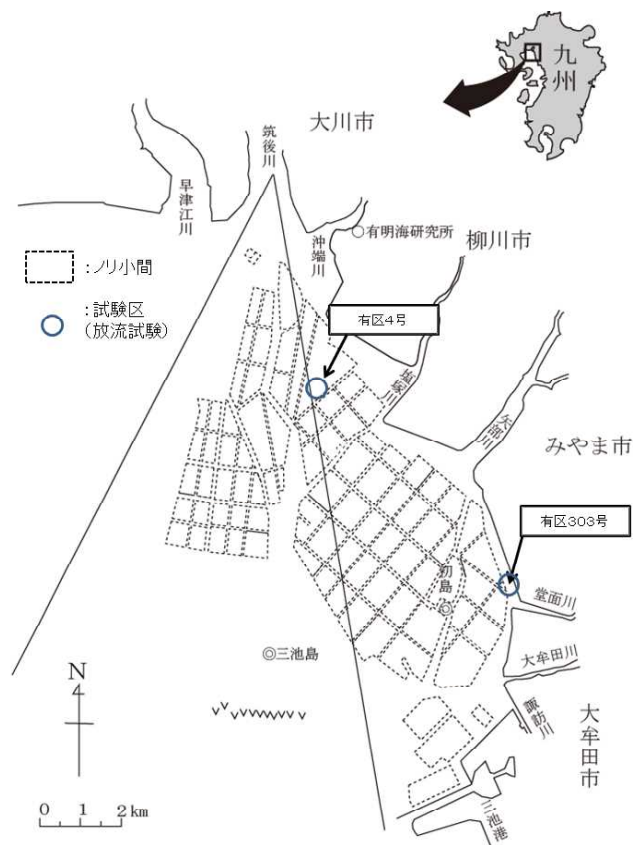 九州
大川市
筑後川
早津江川
沖端川
○有明海研究所
柳川市
:ノリ小間
:試験区
(放流試験)
有区4号
塩塚川
矢部川
みやま市
有区303号
初島
堂面川
◎三池島
大牟田川
諏訪川
大牟田市
N
0 1 2km
三池港